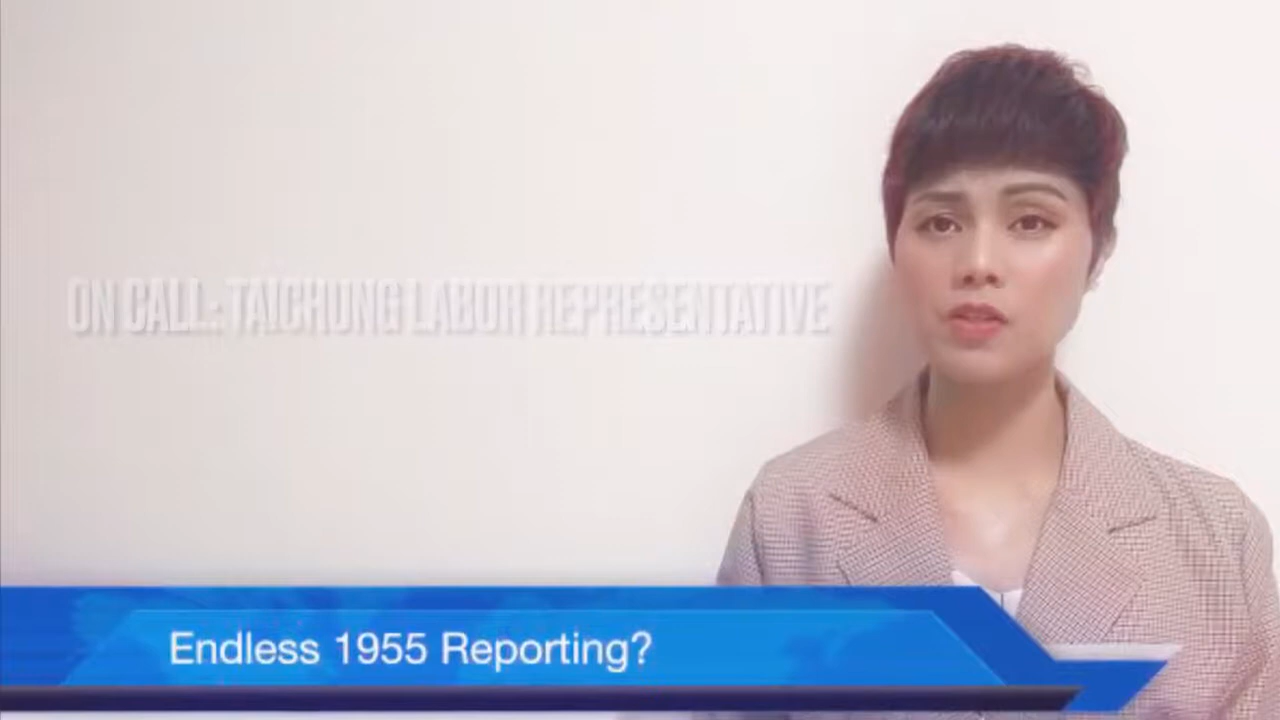 ON CALL: TAICHUNG LABOR REPRESENTATIVE
Endless 1955 Reporting?